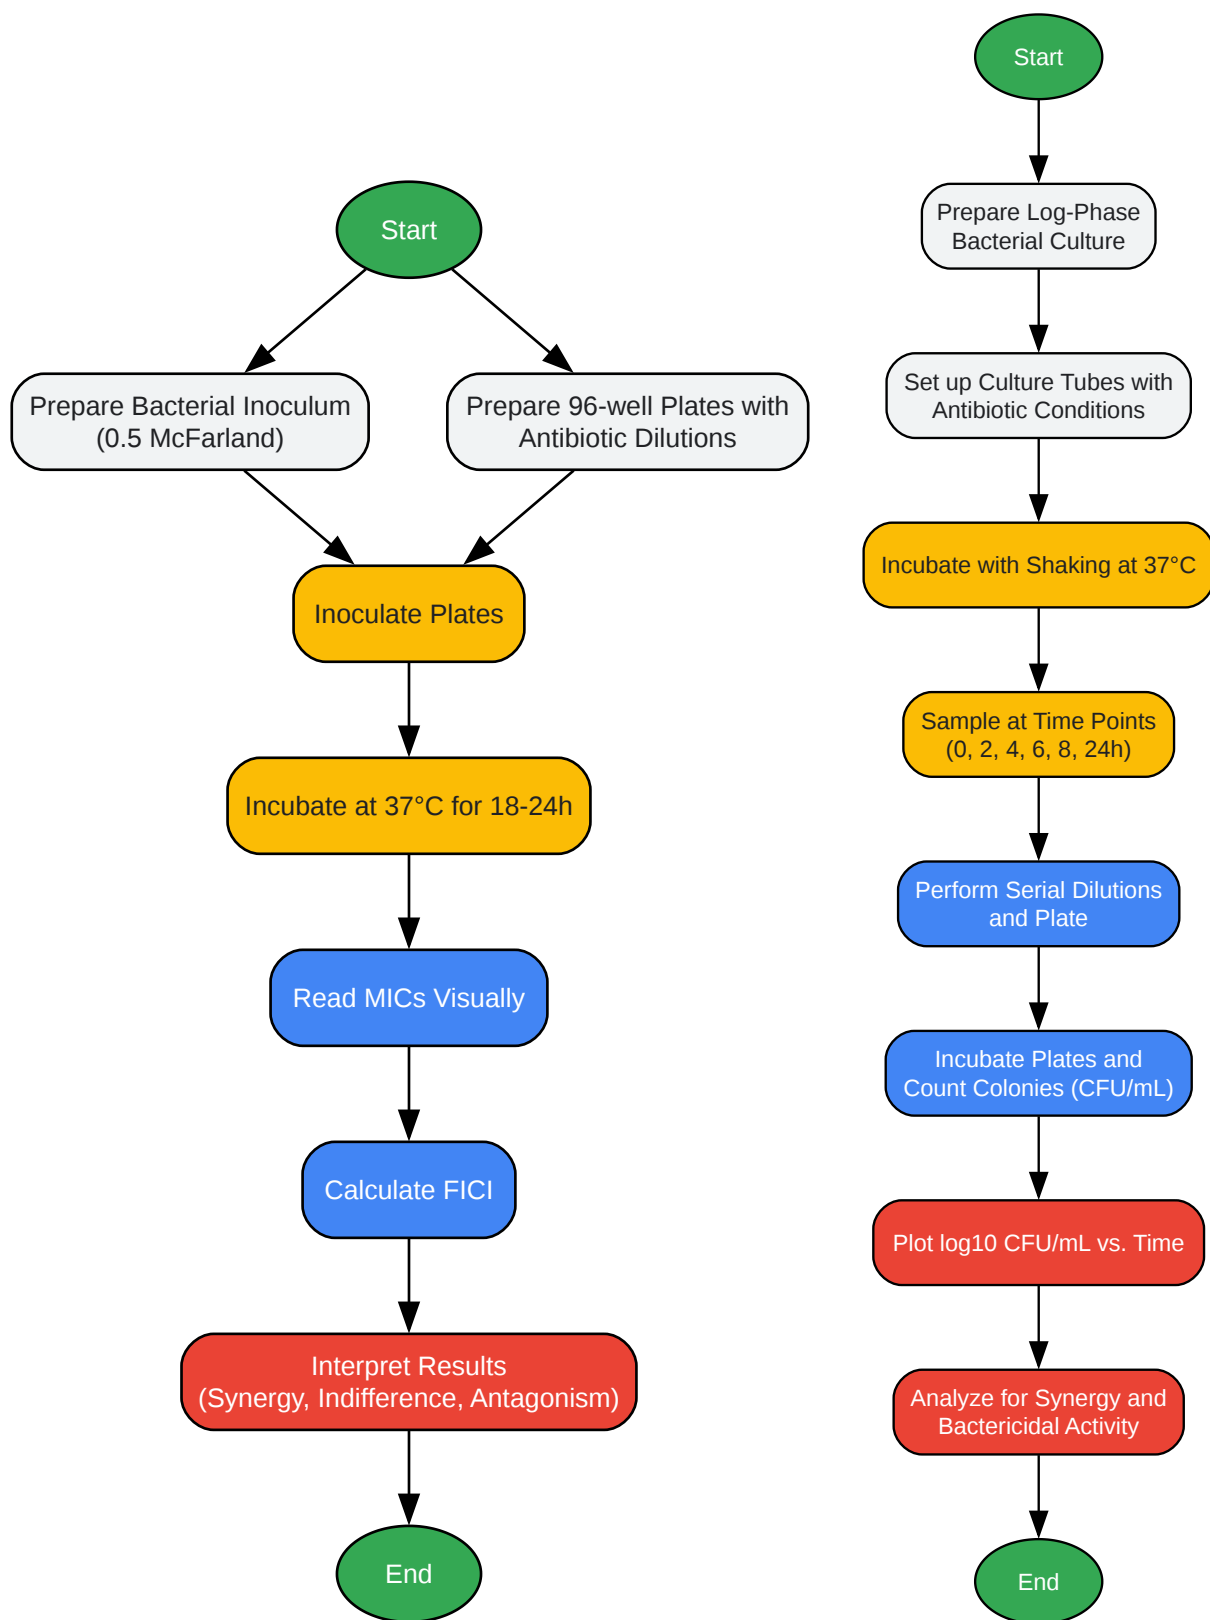 Start
Prepare Bacterial Inoculum
(0.5 McFarland)
Prepare 96-well Plates with
Antibiotic Dilutions
Inoculate Plates
Incubate at 37°C for 18-24h
Read MICs Visually
Calculate FICI
Interpret Results
(Synergy, Indifference, Antagonism)
End
Start
Prepare Log-Phase
Bacterial Culture
Set up Culture Tubes with
Antibiotic Conditions
Incubate with Shaking at 37°C
Sample at Time Points
(0, 2, 4, 6, 8, 24h)
Perform Serial Dilutions
and Plate
Incubate Plates and
Count Colonies (CFU/mL)
Plot log10 CFU/mL vs. Time
Analyze for Synergy and
Bactericidal Activity
End